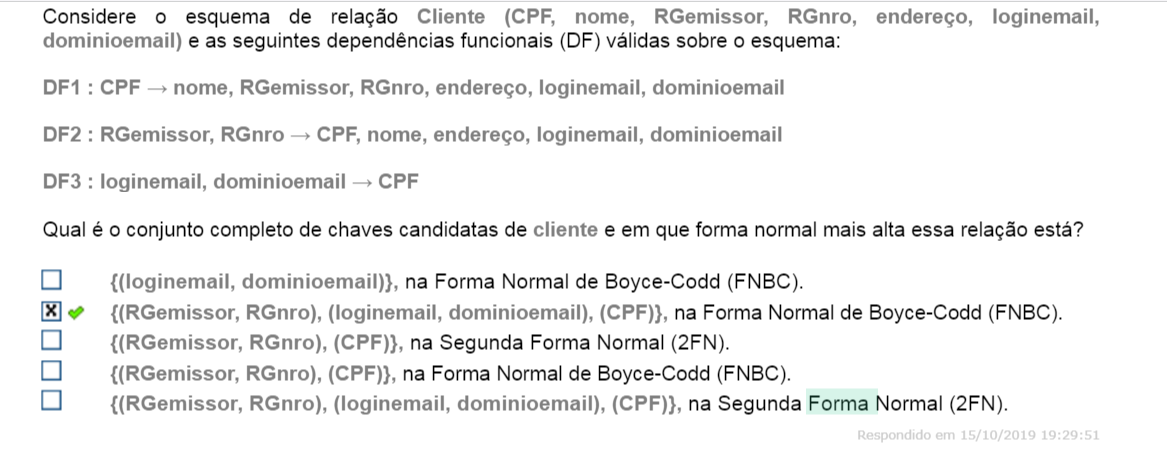 Considere o esquema de relação Cliente (CPF, nome, RGemissor, RGnro, endereço, loginemail,
dominioemail) e as seguintes dependências funcionais (DF) válidas sobre o esquema:
DF1 : CPF → nome, RGemissor, RGnro, endereço, loginemail, dominioemail
DF2 : RGemissor, RGnro → CPF, nome, endereço, loginemail, dominioemail
DF3 : loginemail, dominioemail → CPF
Qual é o conjunto completo de chaves candidatas de cliente e em que forma normal mais alta essa relação está?
{(loginemail, dominioemail)}, na Forma Normal de Boyce-Codd (FNBC).
{(RGemissor, RGnro), (loginemail, dominioemail), (CPF)}, na Forma Normal de Boyce-Codd (FNBC).
{(RGemissor, RGnro), (CPF)}, na Segunda Forma Normal (2FN).
{(RGemissor, RGnro), (CPF)}, na Forma Normal de Boyce-Codd (FNBC).
{(RGemissor, RGnro), (loginemail, dominioemail), (CPF)}, na Segunda Forma Normal (2FN).
Respondido em 15/10/2019 19:29:51